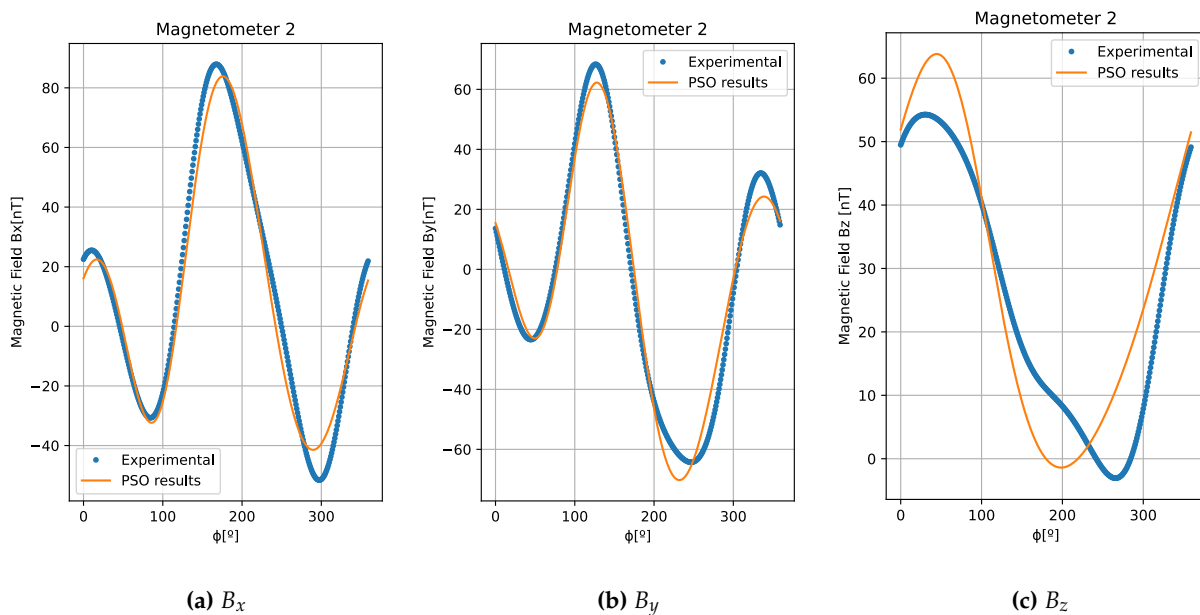 Magnetometer 2
Magnetic Field Bx[nT]
80
60
40
20
0
−20
−40
Experimental
PSO results
0
100
200
300
ϕ[º]
(a) Bx
Magnetometer 2
Magnetic Field By[nT]
60
40
20
0
−20
−40
−60
Experimental
PSO results
0
100
200
300
ϕ[º]
(b) By
Magnetometer 2
Magnetic Field Bz [nT]
60
50
40
30
20
10
0
Experimental
PSO results
0
100
200
300
ϕ[º]
(c) Bz